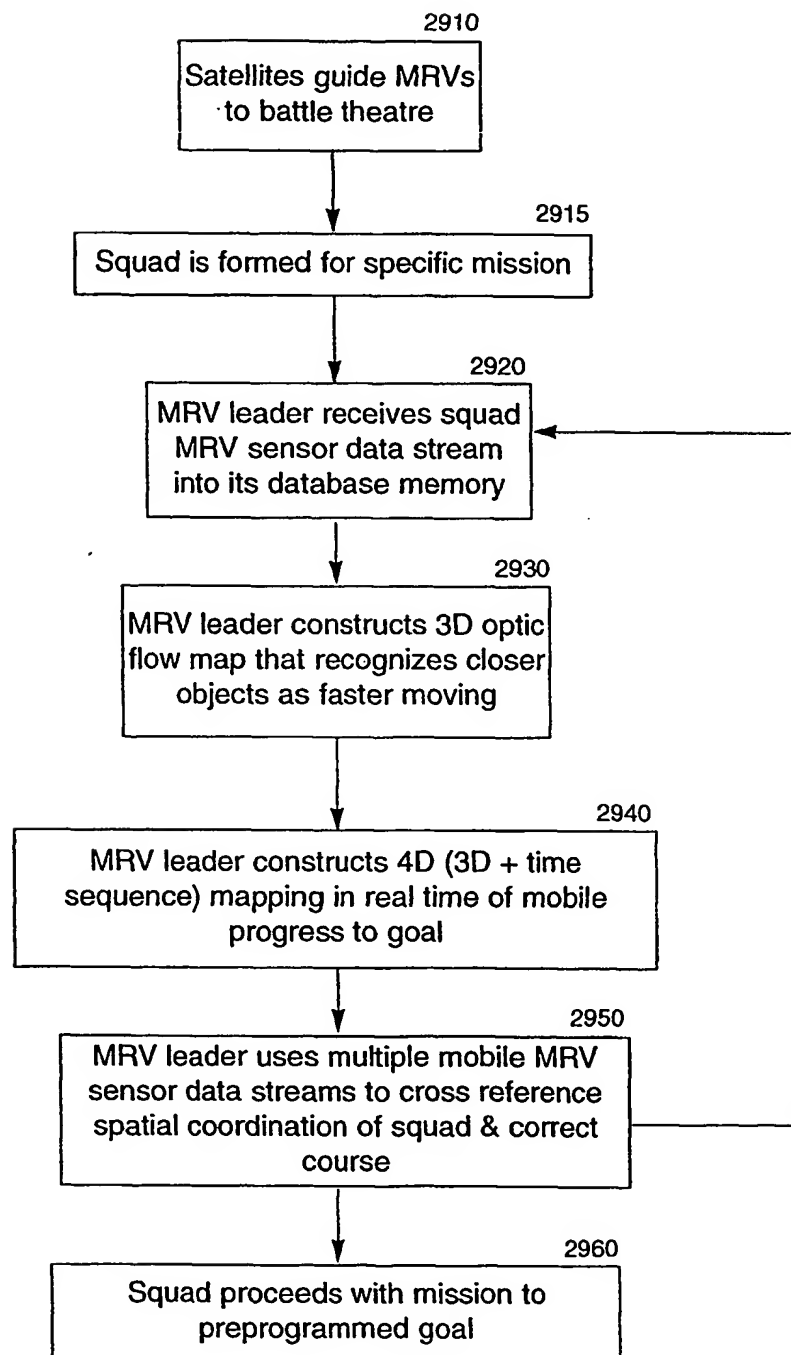 2910
Satellites guide MRVs
to battle theatre
2915
Squad is formed for specific mission
2920
MRV leader receives squad
MRV sensor data stream
into its database memory
2930
MRV leader constructs 3D optic
flow map that recognizes closer
objects as faster moving
2940
MRV leader constructs 4D (3D + time
sequence) mapping in real time of mobile
progress to goal
2950
MRV leader uses multiple mobile MRV
sensor data streams to cross reference
spatial coordination of squad & correct
course
2960
Squad proceeds with mission to
preprogrammed goal